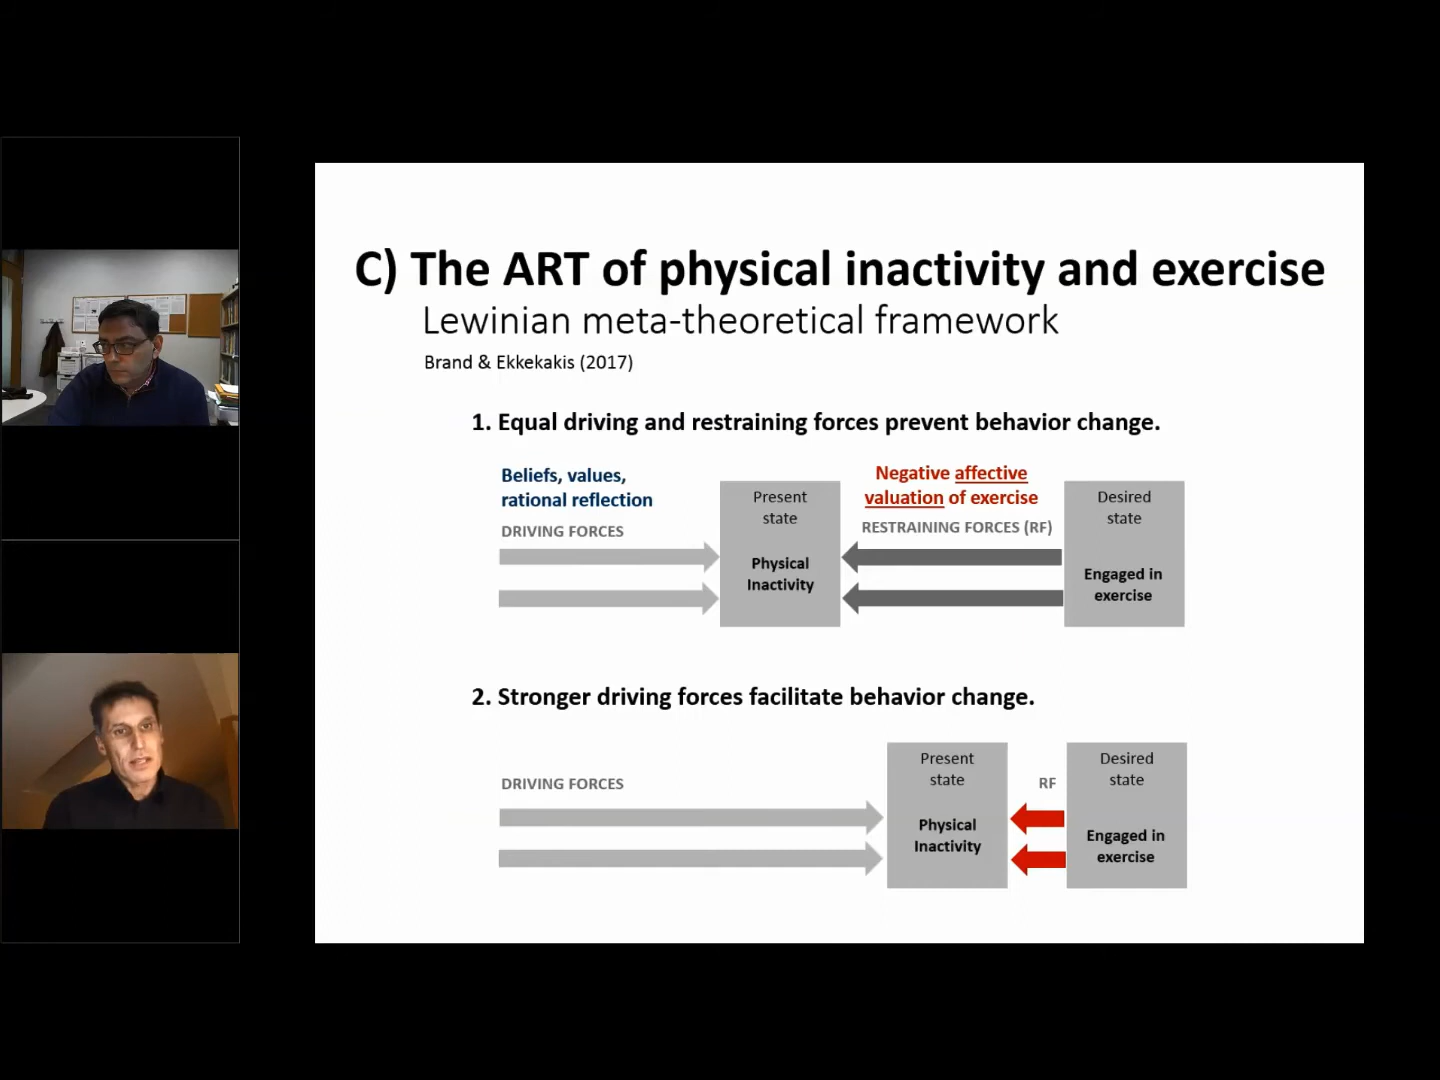 C) The ART of physical inactivity and exercise
Lewinian meta-theoretical framework
Brand & Ekkekakis (2017)
1. Equal driving and restraining forces prevent behavior change.
Beliefs, values,
rational reflection
DRIVING FORCES
Present
state
Physical
Inactivity
Negative affective
valuation of exercise
RESTRAINING FORCES (RF)
Desired
state
Engaged in
exercise
2. Stronger driving forces facilitate behavior change.
DRIVING FORCES
Present
state
Physical
Inactivity
RF
Desired
state
Engaged in
exercise